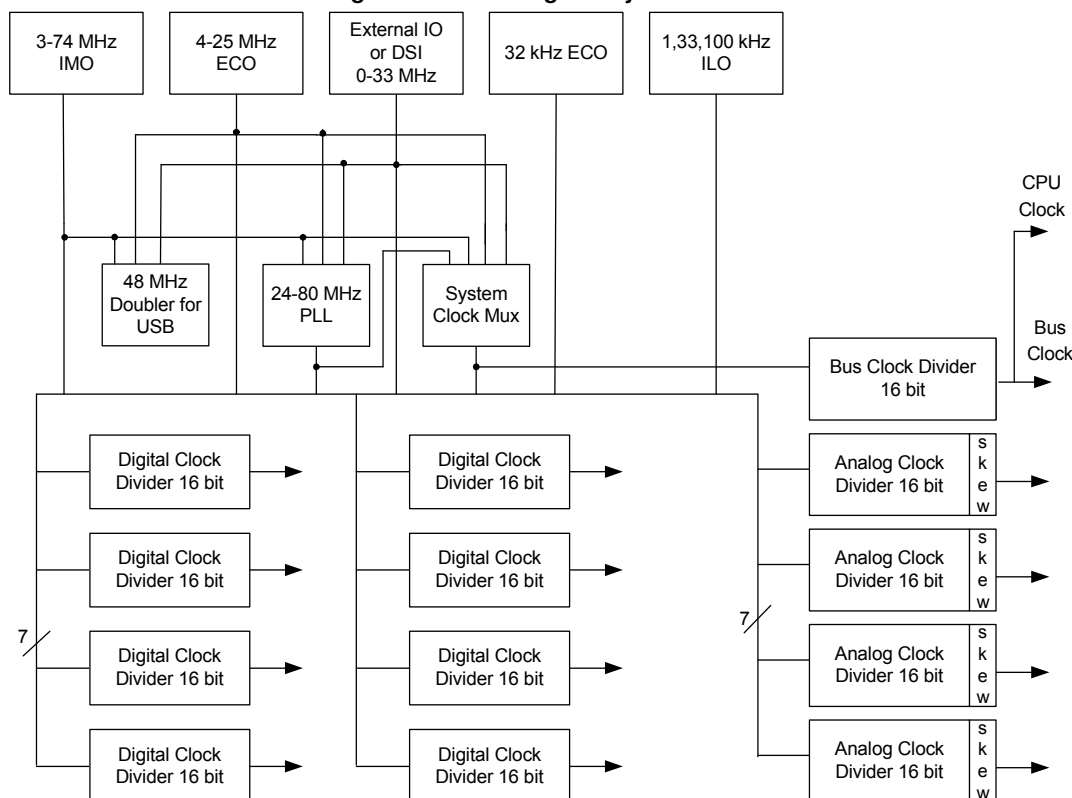 3-74 MHz
IMO
4-25 MHz
ECO
External IO
or DSI
0-33 MHz
32 kHz ECO
1,33,100 kHz
ILO
CPU
Clock
48 MHz
Doubler for
USB
24-80 MHz
PLL
System
Clock Mux
Bus
Clock
Bus Clock Divider
16 bit
Digital Clock
Divider 16 bit
Digital Clock
Divider 16 bit
Analog Clock
Divider 16 bit
s
k
e
w
Digital Clock
Divider 16 bit
Digital Clock
Divider 16 bit
Analog Clock
Divider 16 bit
s
k
e
w
7
7
Digital Clock
Divider 16 bit
Digital Clock
Divider 16 bit
Analog Clock
Divider 16 bit
s
k
e
w
Digital Clock
Divider 16 bit
Digital Clock
Divider 16 bit
Analog Clock
Divider 16 bit
s
k
e
w